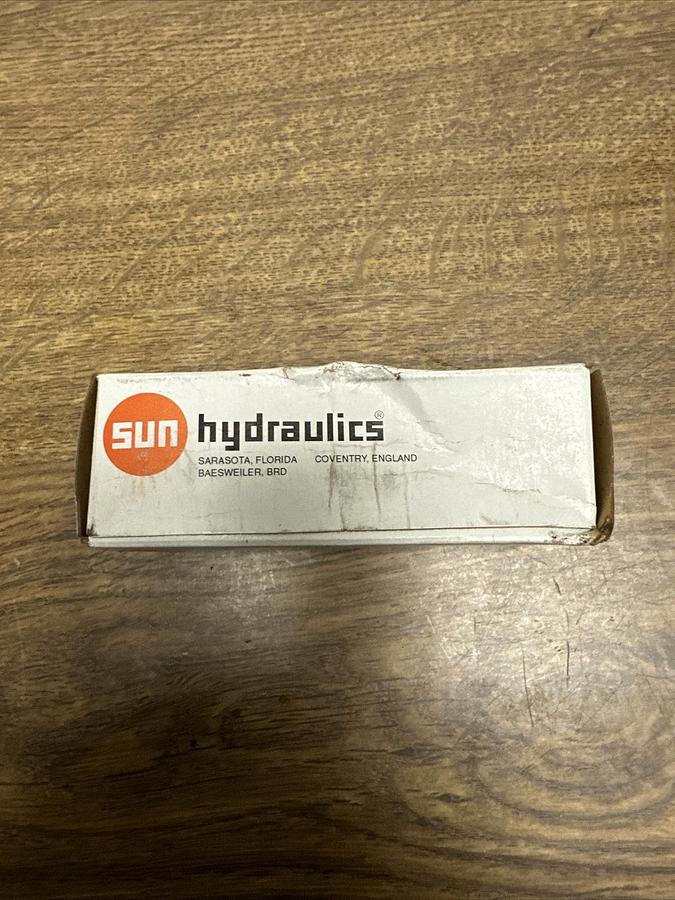 sun hydraulics®
SARASOTA, FLORIDA COVENTRY, ENGLAND
BAESWEILER, BRD